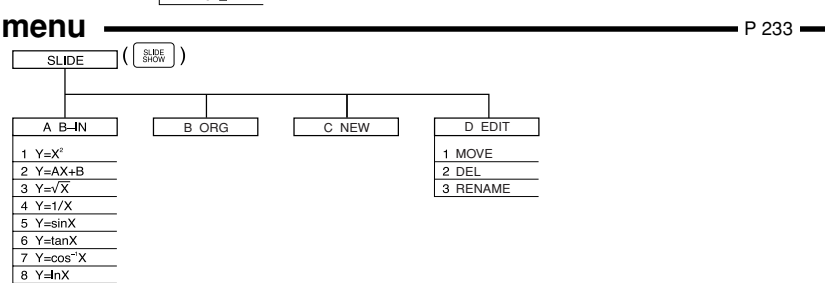 menu P 233
SLIDE ( SLIDE SHOW )
A B–IN B ORG C NEW D EDIT
1 Y=X² 1 MOVE
2 Y=AX+B 2 DEL
3 Y=√X 3 RENAME
4 Y=1/X
5 Y=sinX
6 Y=tanX
7 Y=cos⁻¹X
8 Y=lnX